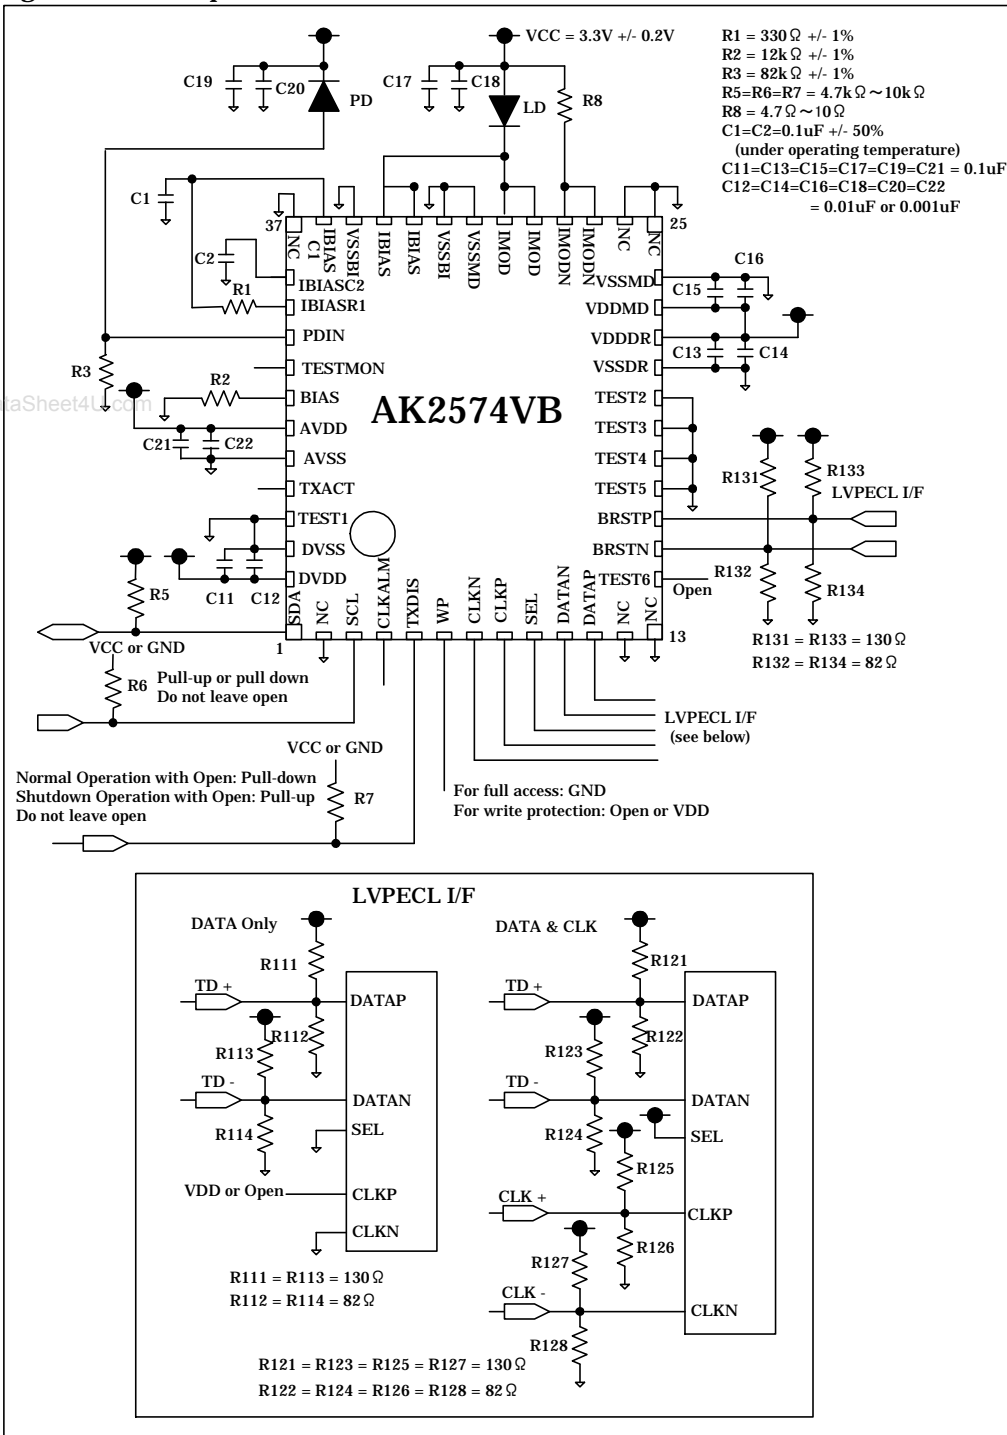 VCC = 3.3V +/- 0.2V
R1 = 330Ω +/- 1%
R2 = 12kΩ +/- 1%
R3 = 82kΩ +/- 1%
R5=R6=R7 = 4.7kΩ~10kΩ
R8 = 4.7Ω~10Ω
C1=C2=0.1uF +/- 50%
(under operating temperature)
C11=C13=C15=C17=C19=C21 = 0.1uF
C12=C14=C16=C18=C20=C22
= 0.01uF or 0.001uF
C19
C20
PD
C17
C18
LD
R8
C1
37
NC
IBIAS
C1
VSSBI
IBIAS
IBIAS
VSSBI
VSSMD
IMOD
IMOD
IMODN
IMODN
NC
NC
25
C2
IBIASC2
R1
IBIASR1
PDIN
R3
TESTMON
R2
BIAS
AVDD
C21
C22
AVSS
TXACT
TEST1
DVSS
DVDD
C11
C12
R5
AK2574VB
VSSMD
C15
C16
VDDMD
VDDDR
C13
C14
VSSDR
TEST2
TEST3
TEST4
TEST5
BRSTP
BRSTN
TEST6
Open
R131
R133
LVPECL I/F
R132
R134
R131 = R133 = 130Ω
R132 = R134 = 82Ω
taSheet4U.com
SDA
NC
SCL
CLKALM
TXDIS
WP
CLKN
CLKP
SEL
DATAN
DATAP
NC
NC
1
13
VCC or GND
R6
Pull-up or pull down
Do not leave open
LVPECL I/F
(see below)
VCC or GND
Normal Operation with Open: Pull-down
Shutdown Operation with Open: Pull-up
Do not leave open
R7
For full access: GND
For write protection: Open or VDD
LVPECL I/F
DATA Only
R111
TD +
DATAP
R112
R113
TD -
DATAN
R114
SEL
VDD or Open
CLKP
CLKN
R111 = R113 = 130Ω
R112 = R114 = 82Ω
DATA & CLK
R121
TD +
DATAP
R122
R123
TD -
DATAN
R124
SEL
R125
CLK +
CLKP
R126
R127
CLK -
CLKN
R128
R121 = R123 = R125 = R127 = 130Ω
R122 = R124 = R126 = R128 = 82Ω